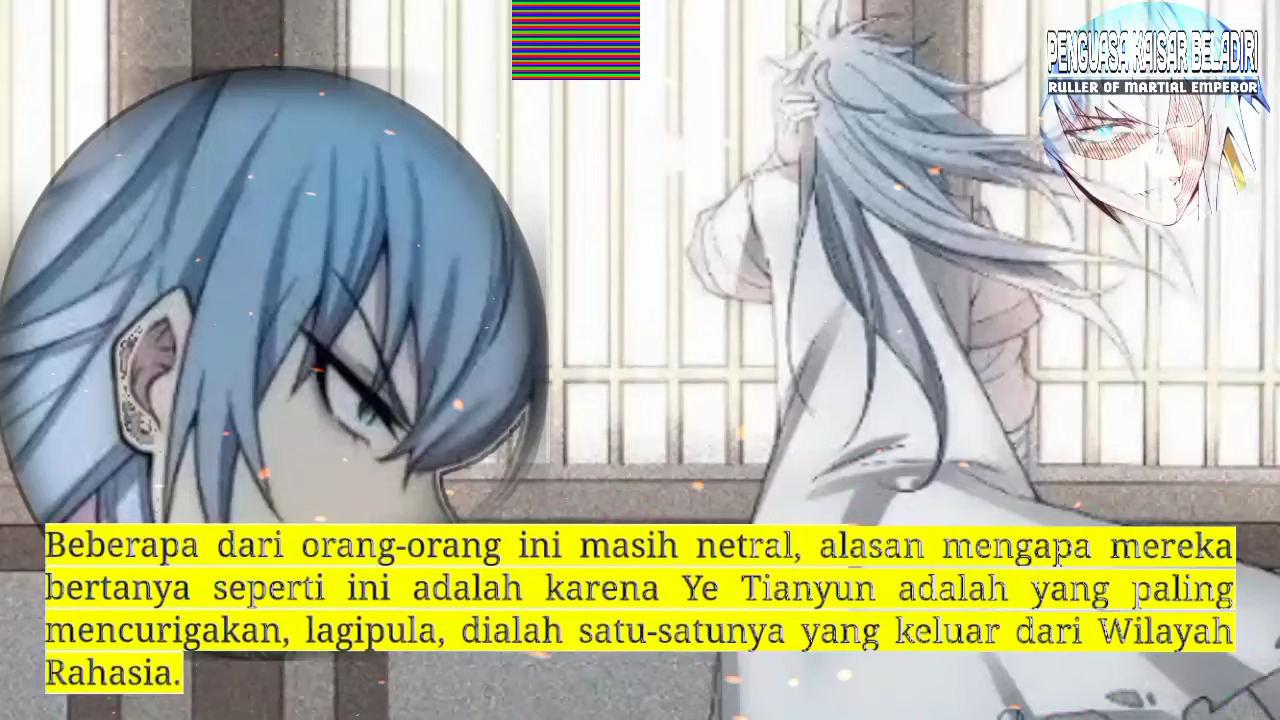 PENGUASA KAISAR BELADIRI
RULLER OF MARTIAL EMPEROR
Beberapa dari orang-orang ini masih netral, alasan mengapa mereka
bertanya seperti ini adalah karena Ye Tianyun adalah yang paling
mencurigakan, lagipula, dialah satu-satunya yang keluar dari Wilayah
Rahasia.